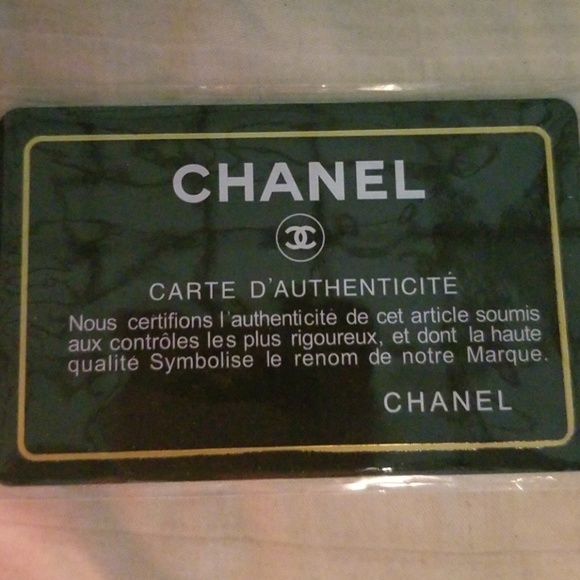 CHANEL
CARTE D'AUTHENTICITÉ
Nous certifions l'authenticité de cet article soumis
aux contrôles les plus rigoureux, et dont la haute
qualité Symbolise le renom de notre Marque.
CHANEL